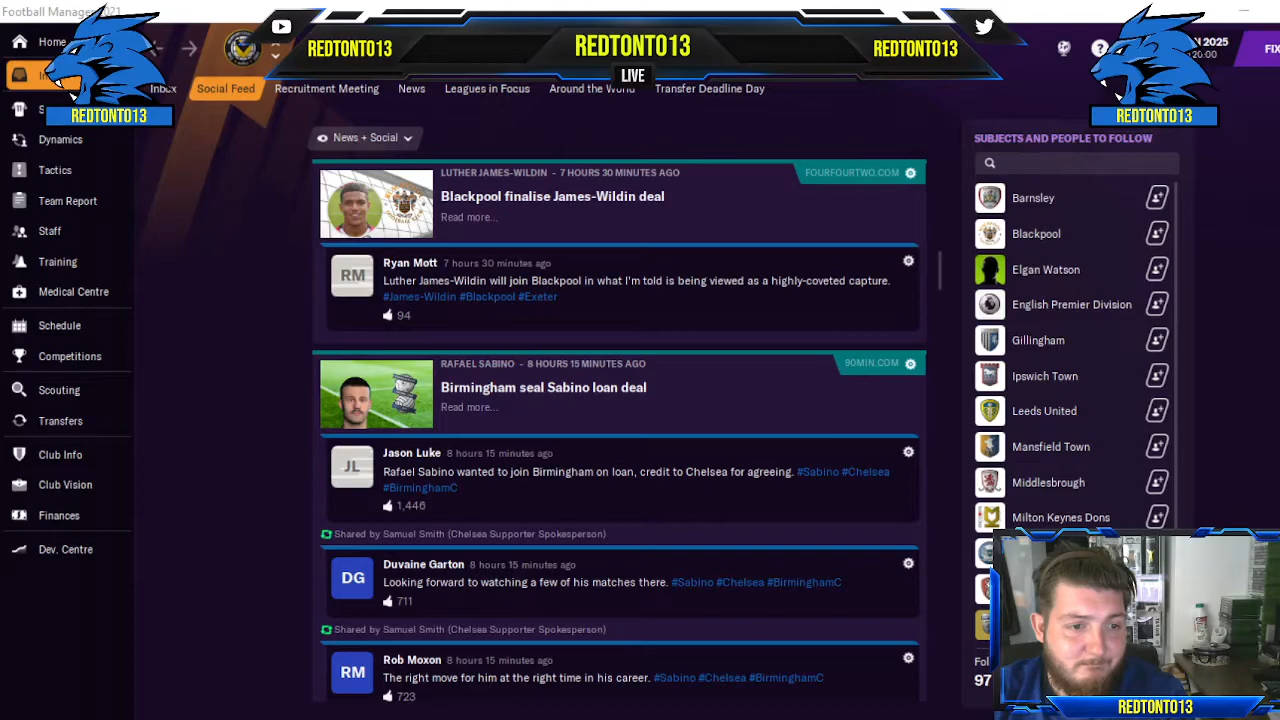 Football Manager 2021
REDTONTO13
REDTONTO13
REDTONTO13
LIVE
REDTONTO13
REDTONTO13
Home
2025
20:00
FIX
Inbox
Social Feed
Recruitment Meeting
News
Leagues in Focus
Around the World
Transfer Deadline Day
Dynamics
Tactics
Team Report
Staff
Training
Medical Centre
Schedule
Competitions
Scouting
Transfers
Club Info
Club Vision
Finances
Dev. Centre
News + Social
LUTHER JAMES-WILDIN - 7 HOURS 30 MINUTES AGO
FOURFOURTWO.COM
Blackpool finalise James-Wildin deal
Read more...
RM
Ryan Mott 7 hours 30 minutes ago
Luther James-Wildin will join Blackpool in what I'm told is being viewed as a highly-coveted capture.
#James-Wildin #Blackpool #Exeter
94
RAFAEL SABINO - 8 HOURS 15 MINUTES AGO
90MIN.COM
Birmingham seal Sabino loan deal
Read more...
JL
Jason Luke 8 hours 15 minutes ago
Rafael Sabino wanted to join Birmingham on loan, credit to Chelsea for agreeing. #Sabino #Chelsea
#BirminghamC
1,446
Shared by Samuel Smith (Chelsea Supporter Spokesperson)
DG
Duvaine Garton 8 hours 15 minutes ago
Looking forward to watching a few of his matches there. #Sabino #Chelsea #BirminghamC
711
Shared by Samuel Smith (Chelsea Supporter Spokesperson)
RM
Rob Moxon 8 hours 15 minutes ago
The right move for him at the right time in his career. #Sabino #Chelsea #BirminghamC
723
SUBJECTS AND PEOPLE TO FOLLOW
Barnsley
Blackpool
Elgan Watson
English Premier Division
Gillingham
Ipswich Town
Leeds United
Mansfield Town
Middlesbrough
Milton Keynes Dons
Fol
97
REDTONTO13